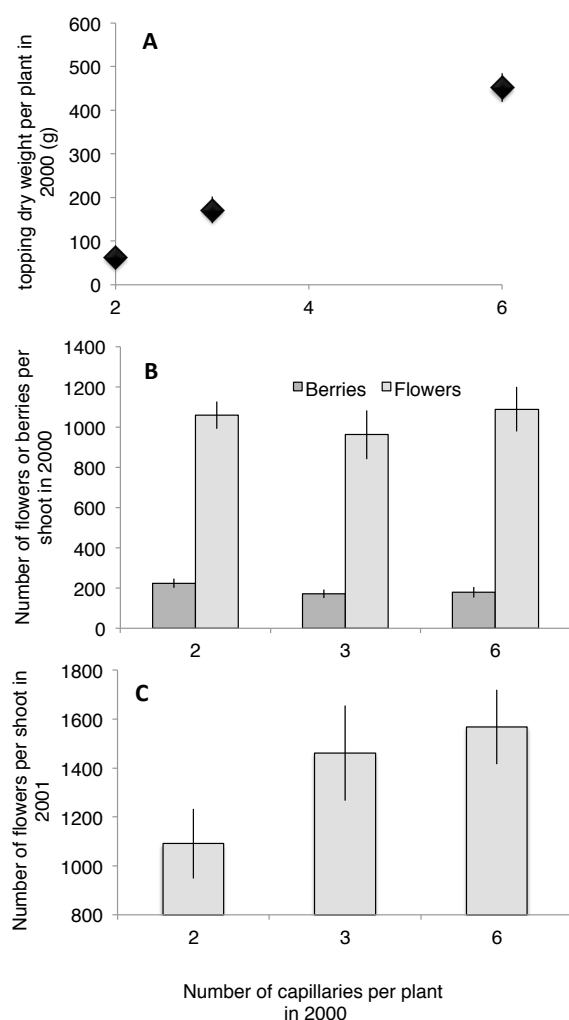 A
topping dry weight per plant in
2000 (g)
600
500
400
300
200
100
0
2
4
6
B
Berries Flowers
Number of flowers or berries per
shoot in 2000
1400
1200
1000
800
600
400
200
0
2
3
6
C
Number of flowers per shoot in
2001
1800
1600
1400
1200
1000
800
2
3
6
Number of capillaries per plant
in 2000